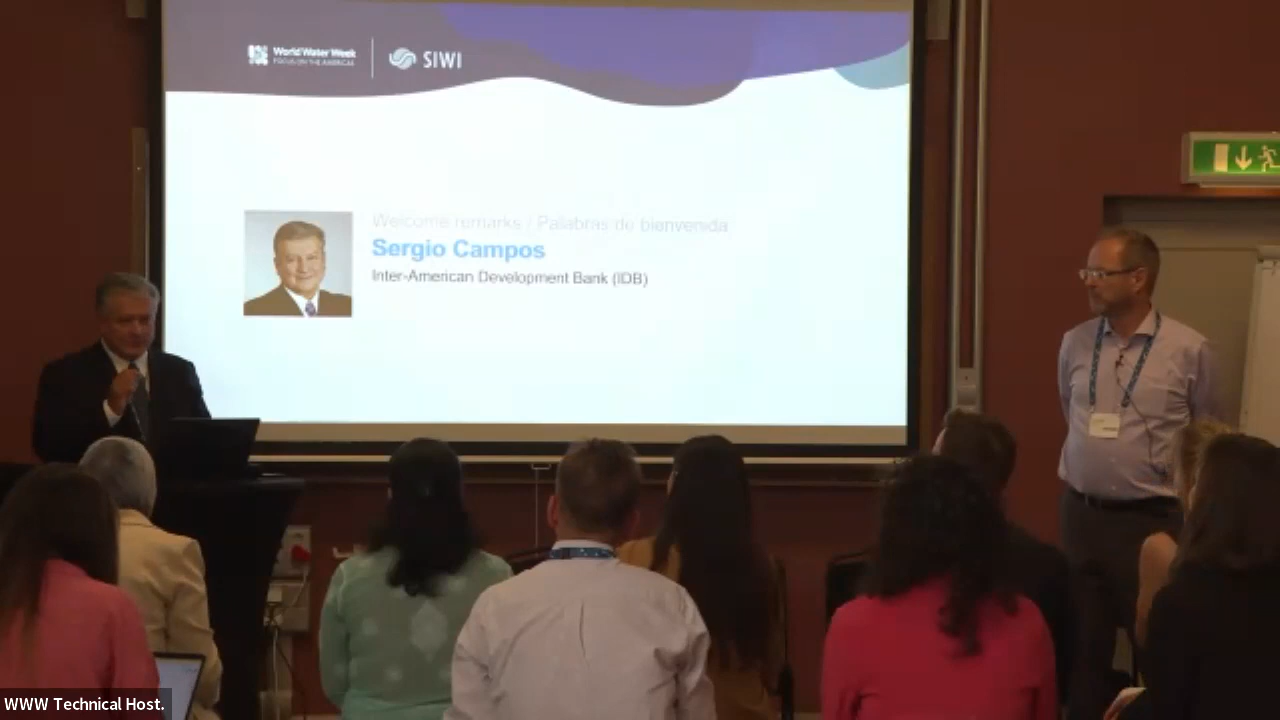 World Water Week
FOCUS ON THE AMERICAS
SIWI
Welcome remarks / Palabras de bienvenida
Sergio Campos
Inter-American Development Bank (IDB)
WWW Technical Host.